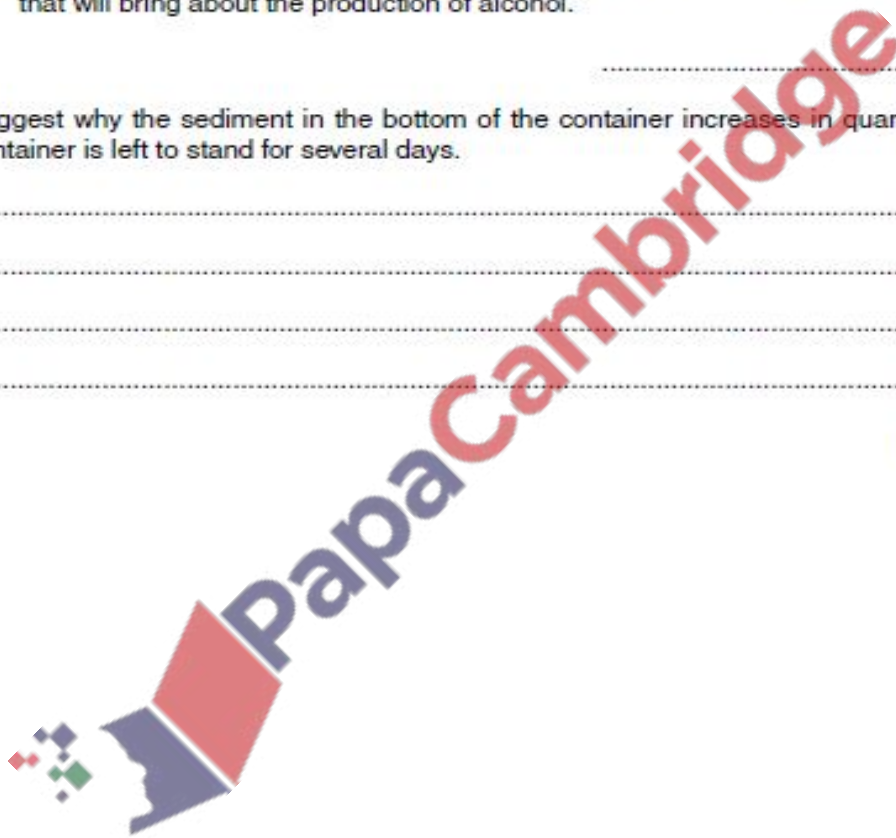 that will bring about the production of alcohol.
ggest why the sediment in the bottom of the container increases in quan
ntainer is left to stand for several days.
PapaCambridge